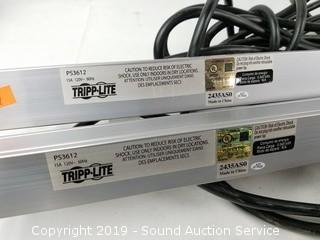 PS3612
15A 120V~ 60Hz
TRIPP·LITE
CAUTION: TO REDUCE RISK OF ELECTRIC
SHOCK, USE ONLY INDOORS IN DRY LOCATIONS.
ATTENTION: UTILISER UNIQUEMENT DANS
DES EMPLACEMENTS SECS
2435AS0
Made in China
PS3612
15A 120V~ 60Hz
TRIPP·LITE
CAUTION: TO REDUCE RISK OF ELECTRIC
SHOCK, USE ONLY INDOORS IN DRY LOCATIONS.
ATTENTION: UTILISER UNIQUEMENT DANS
DES EMPLACEMENTS SECS
2435AS0
Made in China
Copyright 2019 - Sound Auction Service